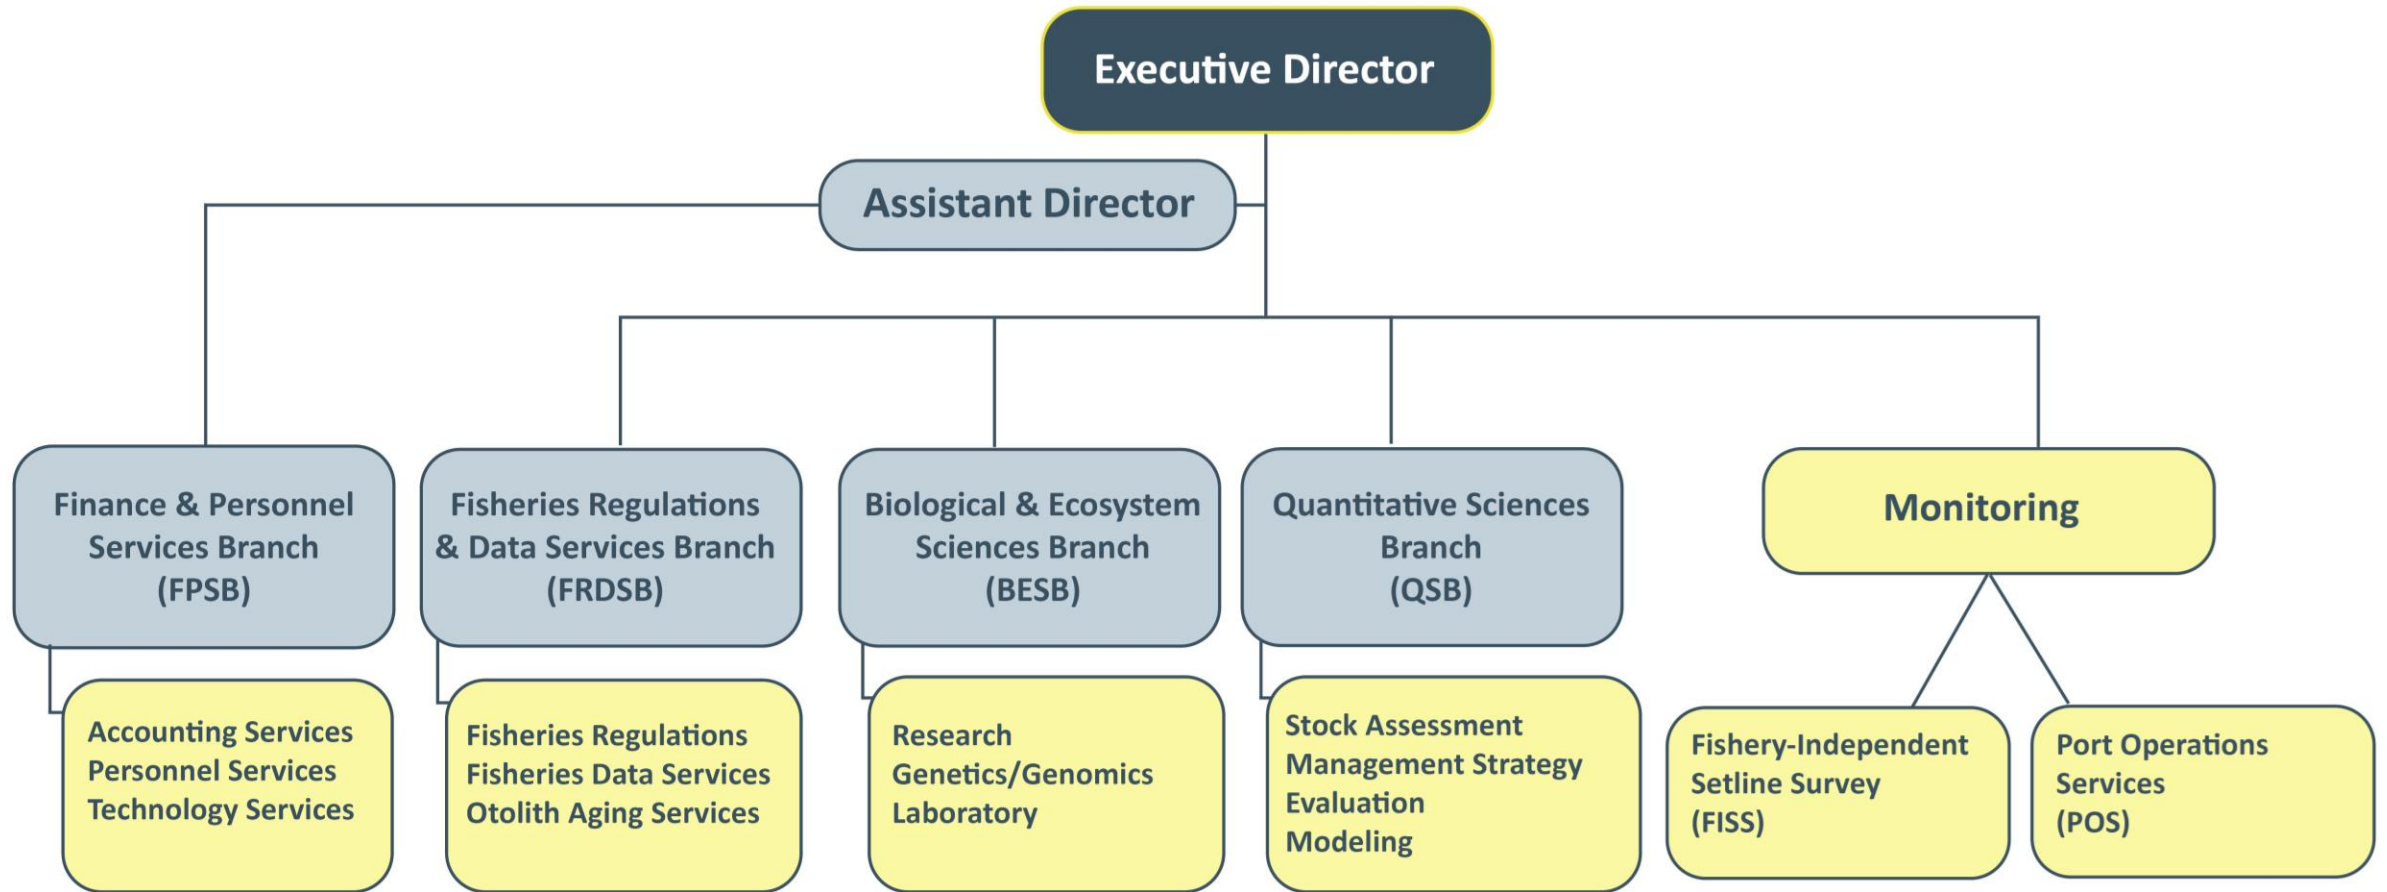 Executive Director
Assistant Director
Finance & Personnel
Services Branch
(FPSB)
Fisheries Regulations
& Data Services Branch
(FRDSB)
Biological & Ecosystem
Sciences Branch
(BESB)
Quantitative Sciences
Branch
(QSB)
Monitoring
Accounting Services
Personnel Services
Technology Services
Fisheries Regulations
Fisheries Data Services
Otolith Aging Services
Research
Genetics/Genomics
Laboratory
Stock Assessment
Management Strategy
Evaluation
Modeling
Fishery-Independent
Setline Survey
(FISS)
Port Operations
Services
(POS)